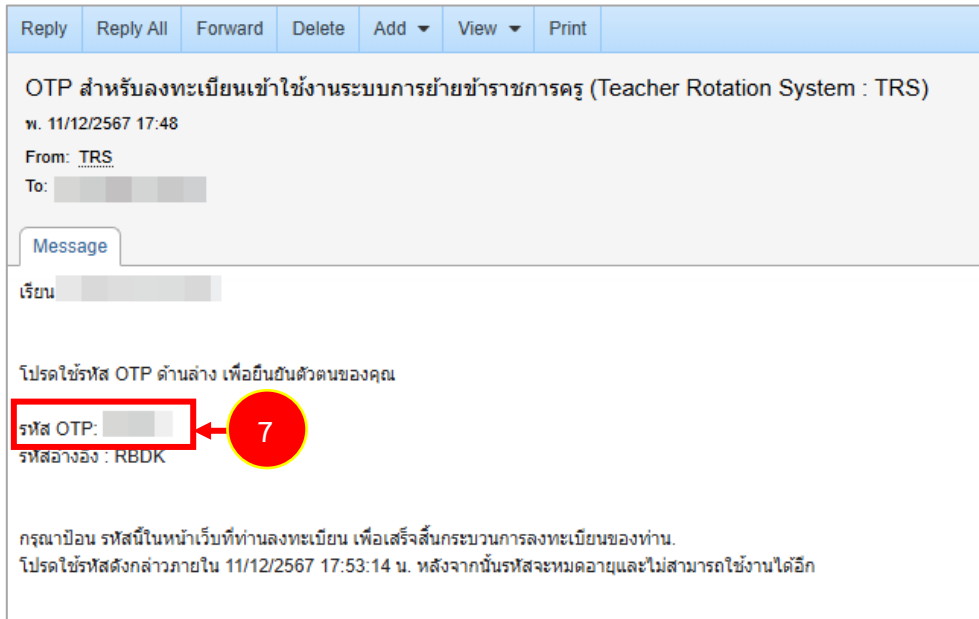 Reply Reply All Forward Delete Add View Print
OTP สำหรับลงทะเบียนเข้าใช้งานระบบการย้ายข้าราชการครู (Teacher Rotation System : TRS)
พ. 11/12/2567 17:48
From: TRS
To:
Message
เรียน
โปรดใช้รหัส OTP ด้านล่าง เพื่อยืนยันตัวตนของคุณ
รหัส OTP: 7
รหัสอ้างอิง : RBDK
กรุณาป้อน รหัสนี้ในหน้าเว็บที่ท่านลงทะเบียน เพื่อเสร็จสิ้นกระบวนการลงทะเบียนของท่าน.
โปรดใช้รหัสดังกล่าวภายใน 11/12/2567 17:53:14 น. หลังจากนั้นรหัสจะหมดอายุและไม่สามารถใช้งานได้อีก